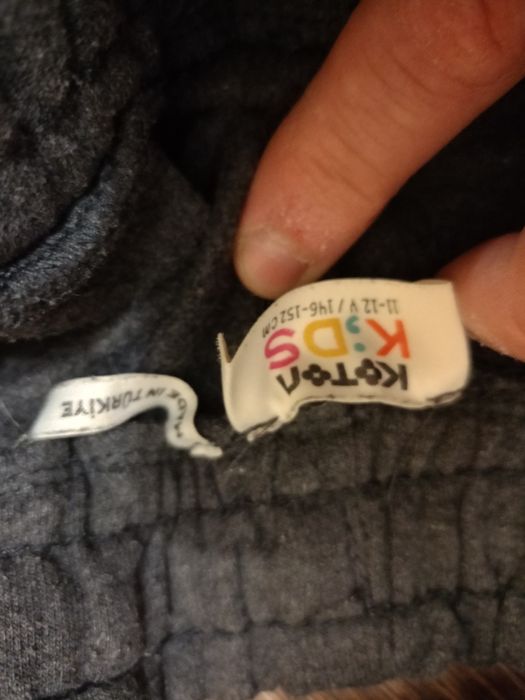 KOTON
KiDS
11-12 Y / 146-152 CM
IN TÜRKİYE